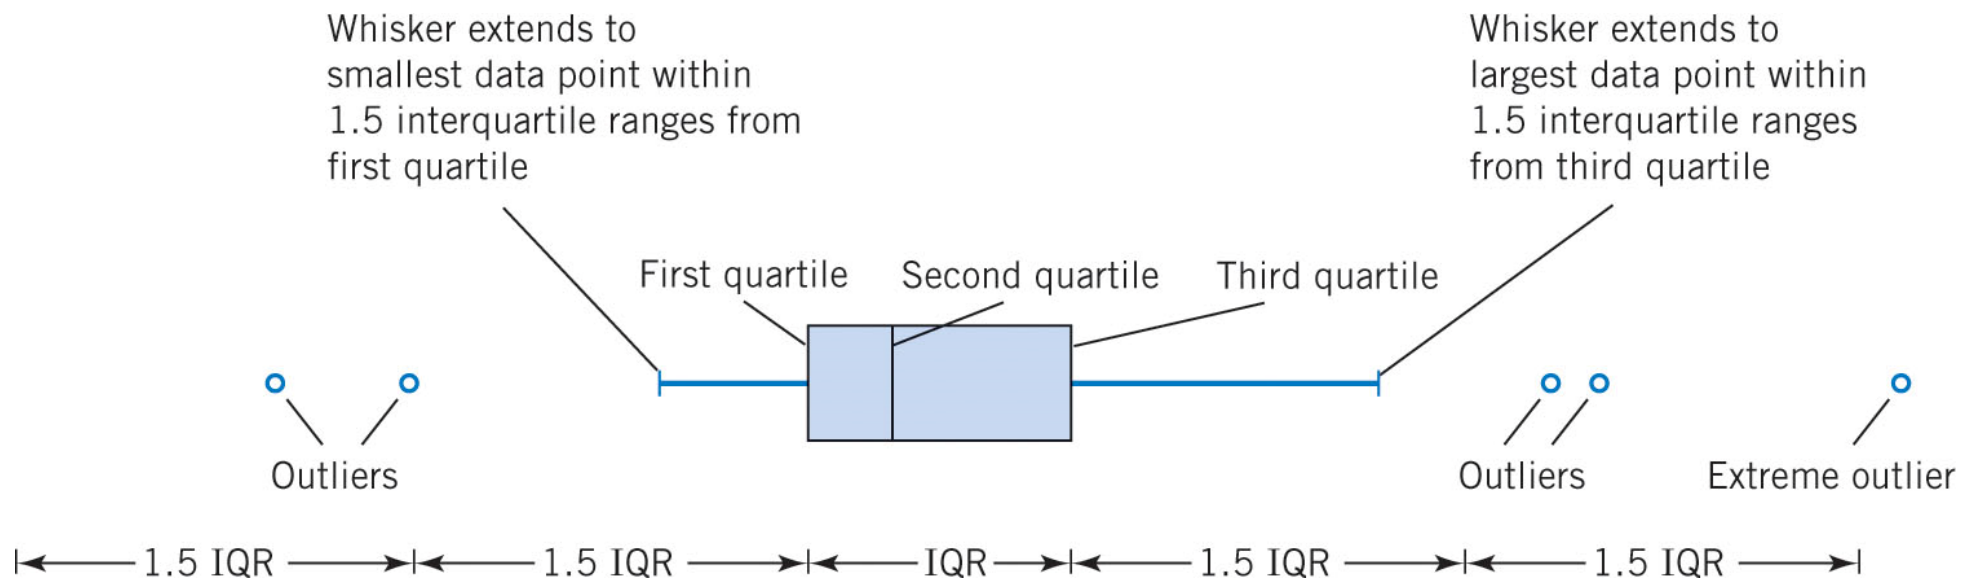 Whisker extends to
smallest data point within
1.5 interquartile ranges from
first quartile
Whisker extends to
largest data point within
1.5 interquartile ranges
from third quartile
First quartile
Second quartile
Third quartile
Outliers
Outliers
Extreme outlier
1.5 IQR
1.5 IQR
IQR
1.5 IQR
1.5 IQR